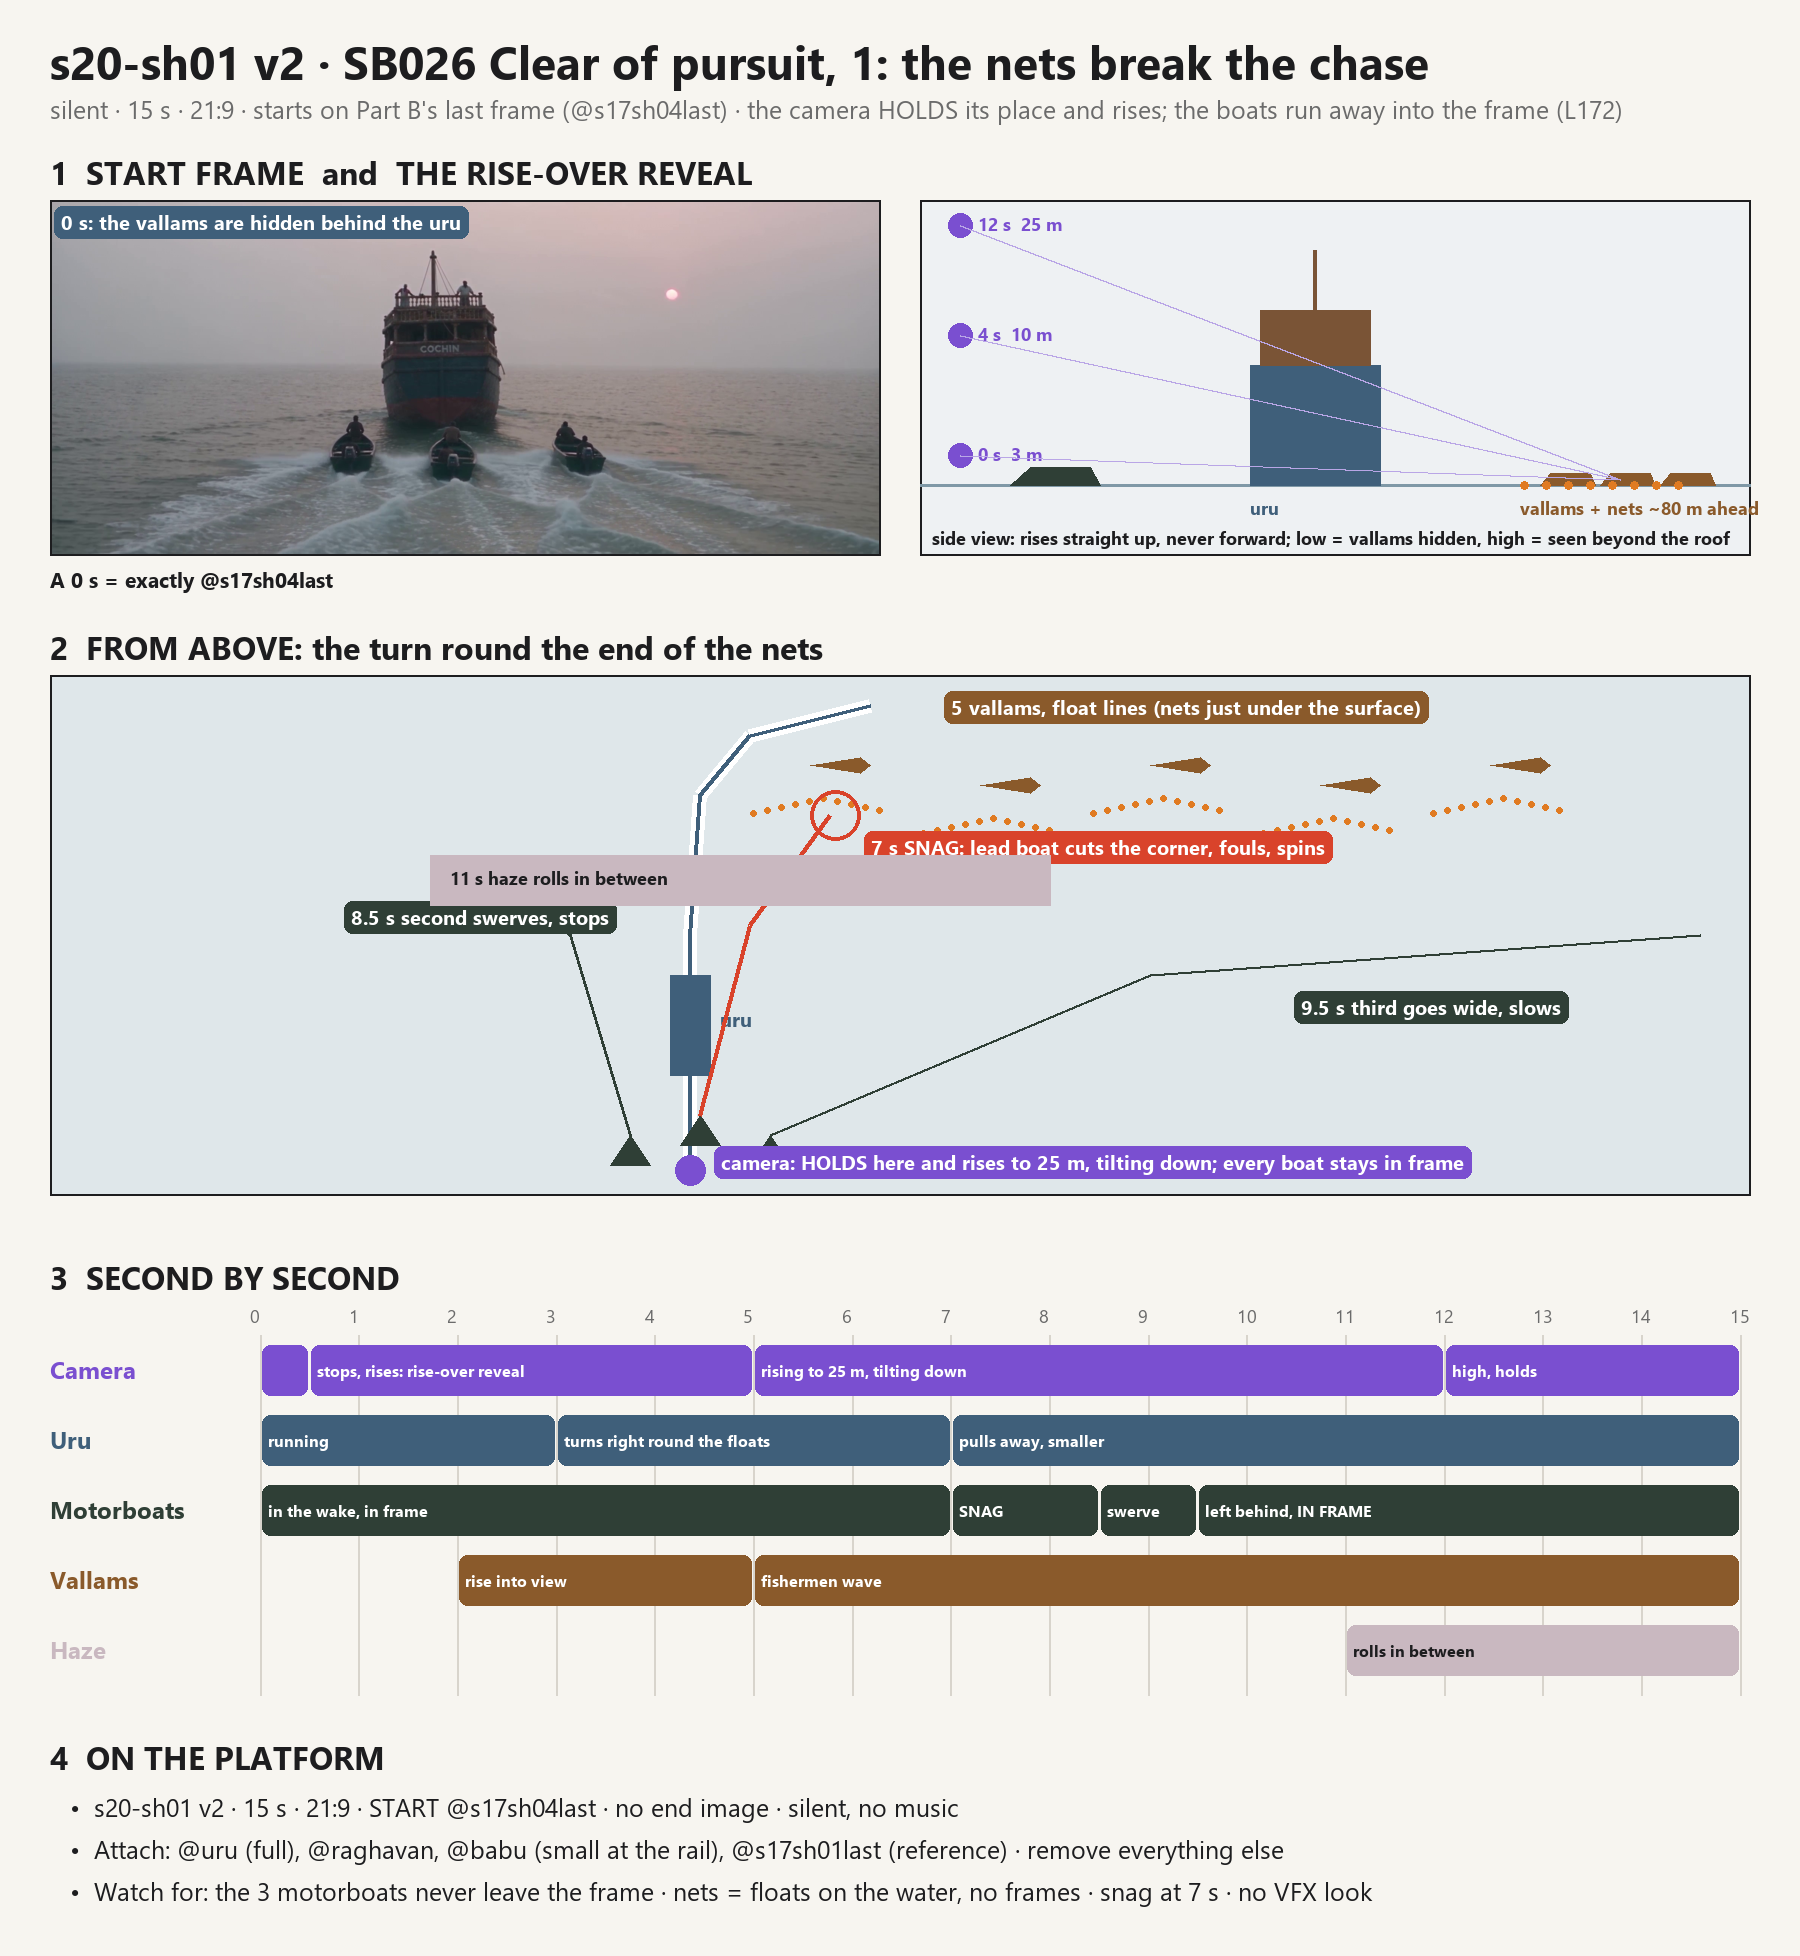 s20-sh01 v2 · SB026 Clear of pursuit, 1: the nets break the chase
silent · 15 s · 21:9 · starts on Part B's last frame (@s17sh04last) · the camera HOLDS its place and rises; the boats run away into the frame (L172)
1 START FRAME and THE RISE-OVER REVEAL
0 s: the vallams are hidden behind the uru
COCHIN
12 s 25 m
4 s 10 m
0 s 3 m
uru
vallams + nets ~80 m ahead
side view: rises straight up, never forward; low = vallams hidden, high = seen beyond the roof
A 0 s = exactly @s17sh04last
2 FROM ABOVE: the turn round the end of the nets
5 vallams, float lines (nets just under the surface)
7 s SNAG: lead boat cuts the corner, fouls, spins
11 s haze rolls in between
8.5 s second swerves, stops
9.5 s third goes wide, slows
uru
camera: HOLDS here and rises to 25 m, tilting down; every boat stays in frame
3 SECOND BY SECOND
0 1 2 3 4 5 6 7 8 9 10 11 12 13 14 15
Camera
stops, rises: rise-over reveal
rising to 25 m, tilting down
high, holds
Uru
running
turns right round the floats
pulls away, smaller
Motorboats
in the wake, in frame
SNAG
swerve
left behind, IN FRAME
Vallams
rise into view
fishermen wave
Haze
rolls in between
4 ON THE PLATFORM
• s20-sh01 v2 · 15 s · 21:9 · START @s17sh04last · no end image · silent, no music
• Attach: @uru (full), @raghavan, @babu (small at the rail), @s17sh01last (reference) · remove everything else
• Watch for: the 3 motorboats never leave the frame · nets = floats on the water, no frames · snag at 7 s · no VFX look